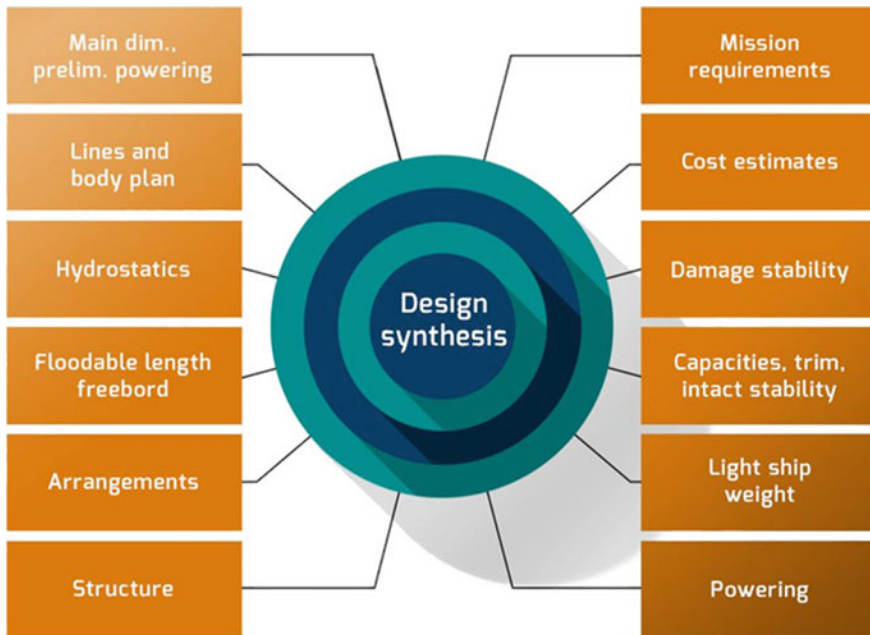 Main dim.,
prelim. powering
Lines and
body plan
Hydrostatics
Floodable length
freebord
Arrangements
Structure
Design
synthesis
Mission
requirements
Cost estimates
Damage stability
Capacities, trim,
intact stability
Light ship
weight
Powering